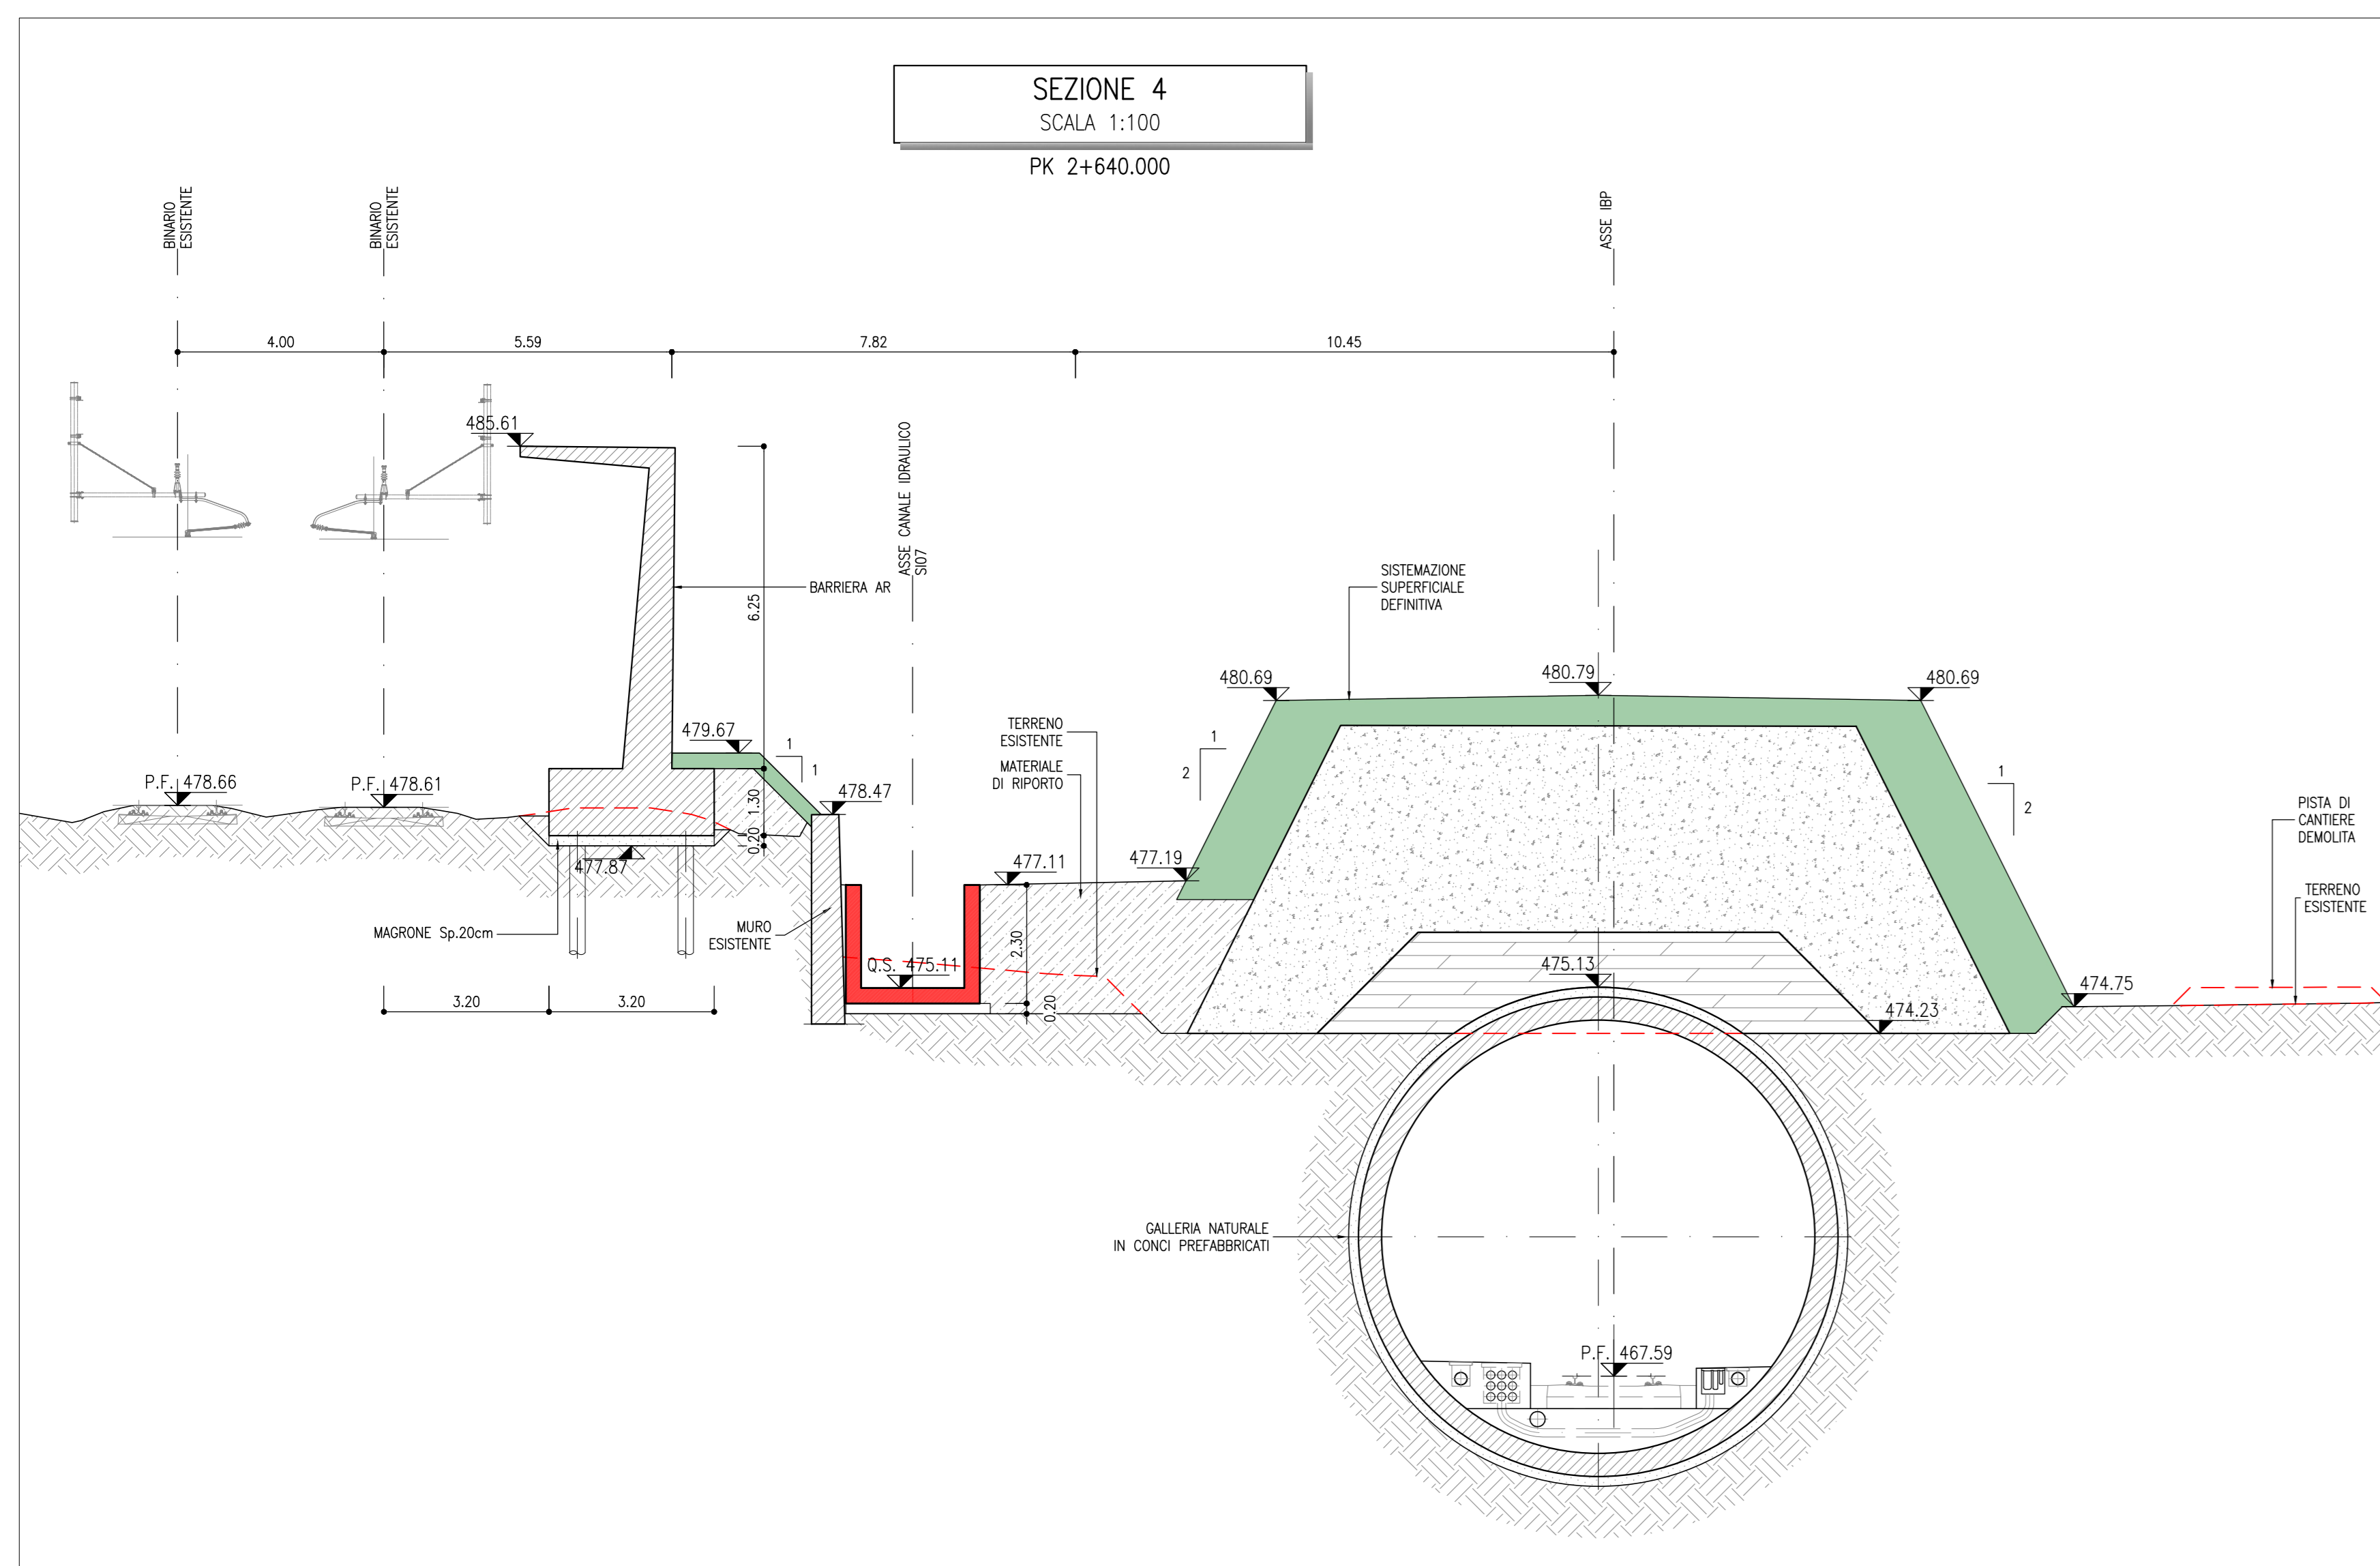 SEZIONE 4
SCALA 1:100
PK 2+640.000
BINARIO
ESISTENTE
BINARIO
ESISTENTE
ASSE IBP
4.00
5.59
7.82
10.45
485.61
ASSE CANALE IDRAULICO
SI07
BARRIERA AR
6.25
SISTEMAZIONE
SUPERFICIALE
DEFINITIVA
480.69
480.79
480.69
479.67
1
1
TERRENO
ESISTENTE
MATERIALE
DI RIPORTO
1
2
1
2
P.F. 478.66
P.F. 478.61
478.47
1.30
0.20
PISTA DI
CANTIERE
DEMOLITA
477.87
477.11
477.19
TERRENO
ESISTENTE
MAGRONE Sp.20cm
MURO
ESISTENTE
2.30
Q.S. 475.11
475.13
474.75
3.20
3.20
0.20
474.23
GALLERIA NATURALE
IN CONCI PREFABBRICATI
P.F. 467.59